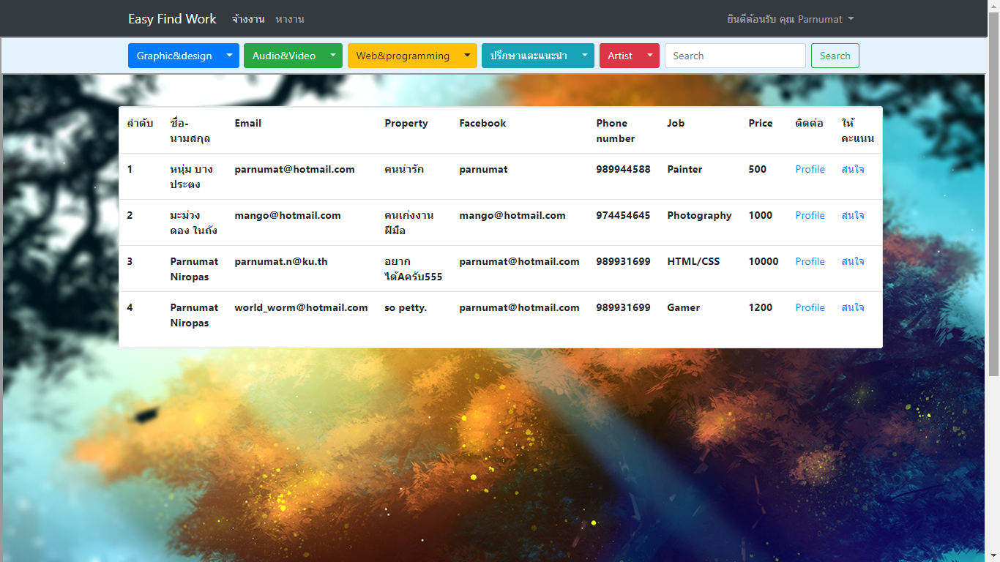 Easy Find Work จ้างงาน หางาน ยินดีต้อนรับ คุณ Parnumat
Graphic&design Audio&Video Web&programming ปรึกษาและแนะนำ Artist Search Search
ลำดับ ชื่อ- Email Property Facebook Phone Job Price ติดต่อ ให้
นามสกุล number คะแนน
1 หนุ่ม บาง parnumat@hotmail.com คนน่ารัก parnumat 989944588 Painter 500 Profile สนใจ
ประตง
2 มะม่วง mango@hotmail.com คนเก่งงาน mango@hotmail.com 974454645 Photography 1000 Profile สนใจ
ดอง ในถัง ฝีมือ
3 Parnumat parnumat.n@ku.th อยาก parnumat@hotmail.com 989931699 HTML/CSS 10000 Profile สนใจ
Niropas ได้Aครับ555
4 Parnumat world_worm@hotmail.com so petty. parnumat@hotmail.com 989931699 Gamer 1200 Profile สนใจ
Niropas